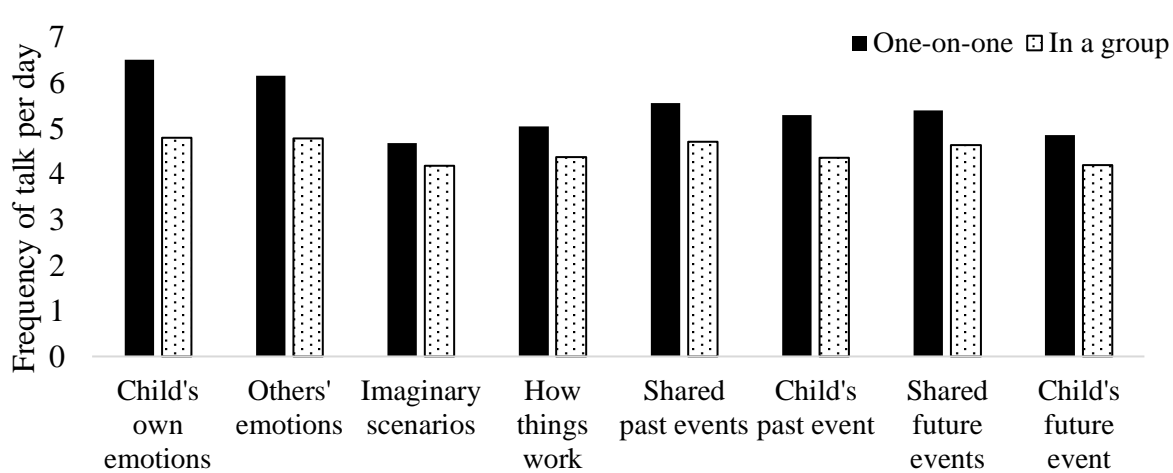 Frequency of talk per day
7
6
5
4
3
2
1
0
One-on-one In a group
Child's
own
emotions
Others'
emotions
Imaginary
scenarios
How
things
work
Shared
past events
Child's
past event
Shared
future
events
Child's
future
event